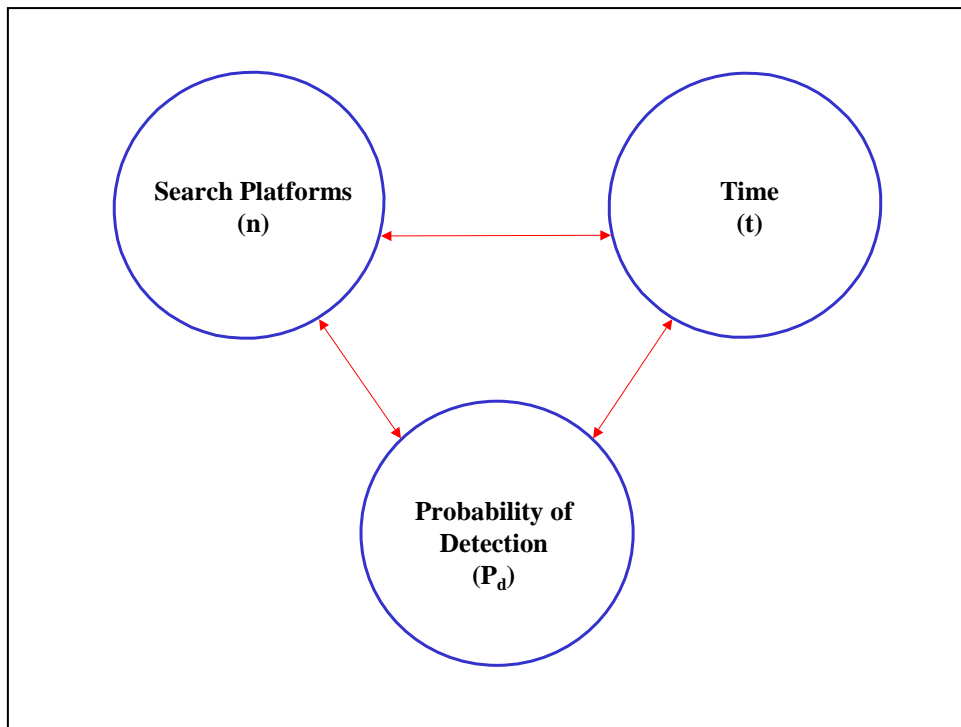 Search Platforms
(n)
Time
(t)
Probability of
Detection
(Pd)